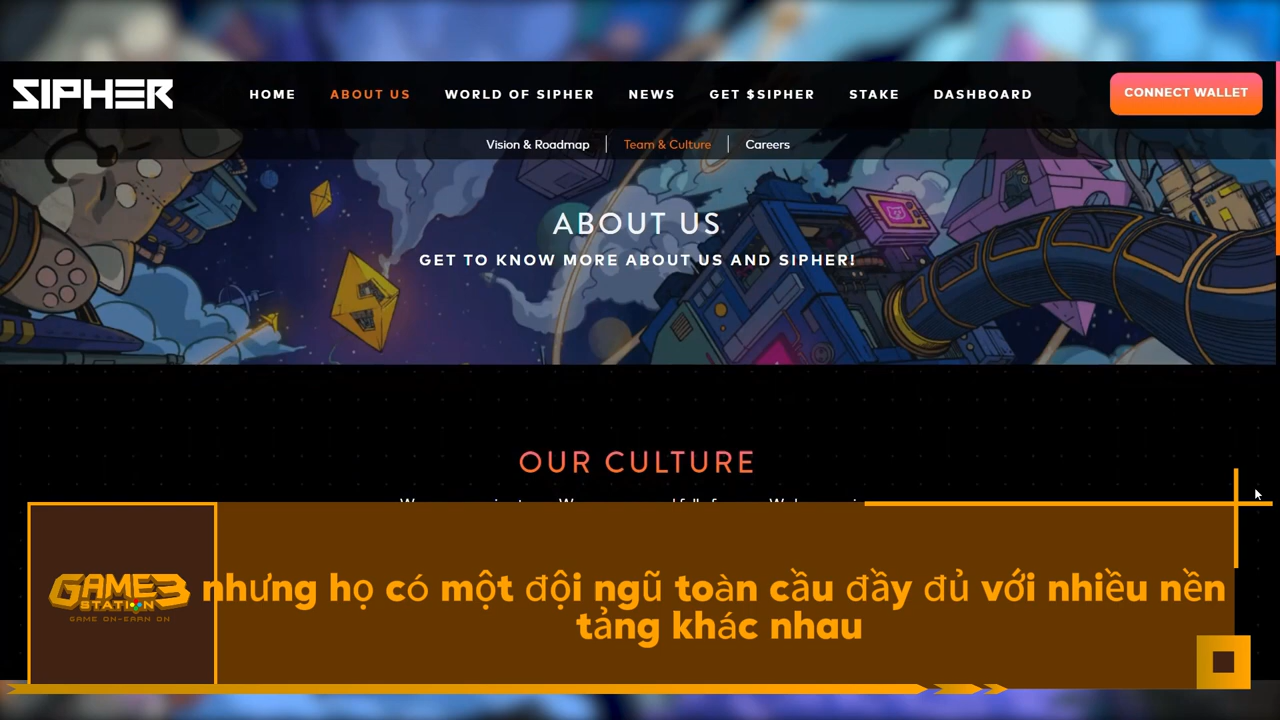 SIPHER
HOME ABOUT US WORLD OF SIPHER NEWS GET $SIPHER STAKE DASHBOARD CONNECT WALLET
Vision & Roadmap Team & Culture Careers
ABOUT US
GET TO KNOW MORE ABOUT US AND SIPHER!
OUR CULTURE
GAME3
STATION
GAME ON-EARN ON
nhưng họ có một đội ngũ toàn cầu đầy đủ với nhiều nền
tảng khác nhau